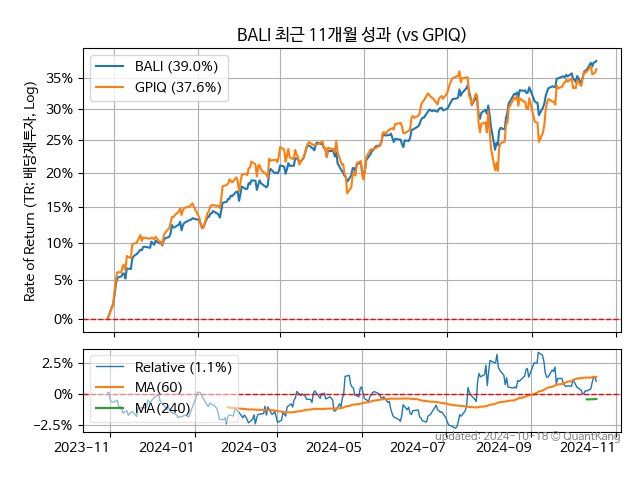 BALI 최근 11개월 성과 (vs GPIQ)
Rate of Return (TR: 배당재투자, Log)
BALI (39.0%)
GPIQ (37.6%)
35%
30%
25%
20%
15%
10%
5%
0%
Relative (1.1%)
MA(60)
MA(240)
2.5%
0%
−2.5%
2023-11
2024-01
2024-03
2024-05
2024-07
2024-09
2024-11
updated: 2024-10-18 © QuantKang